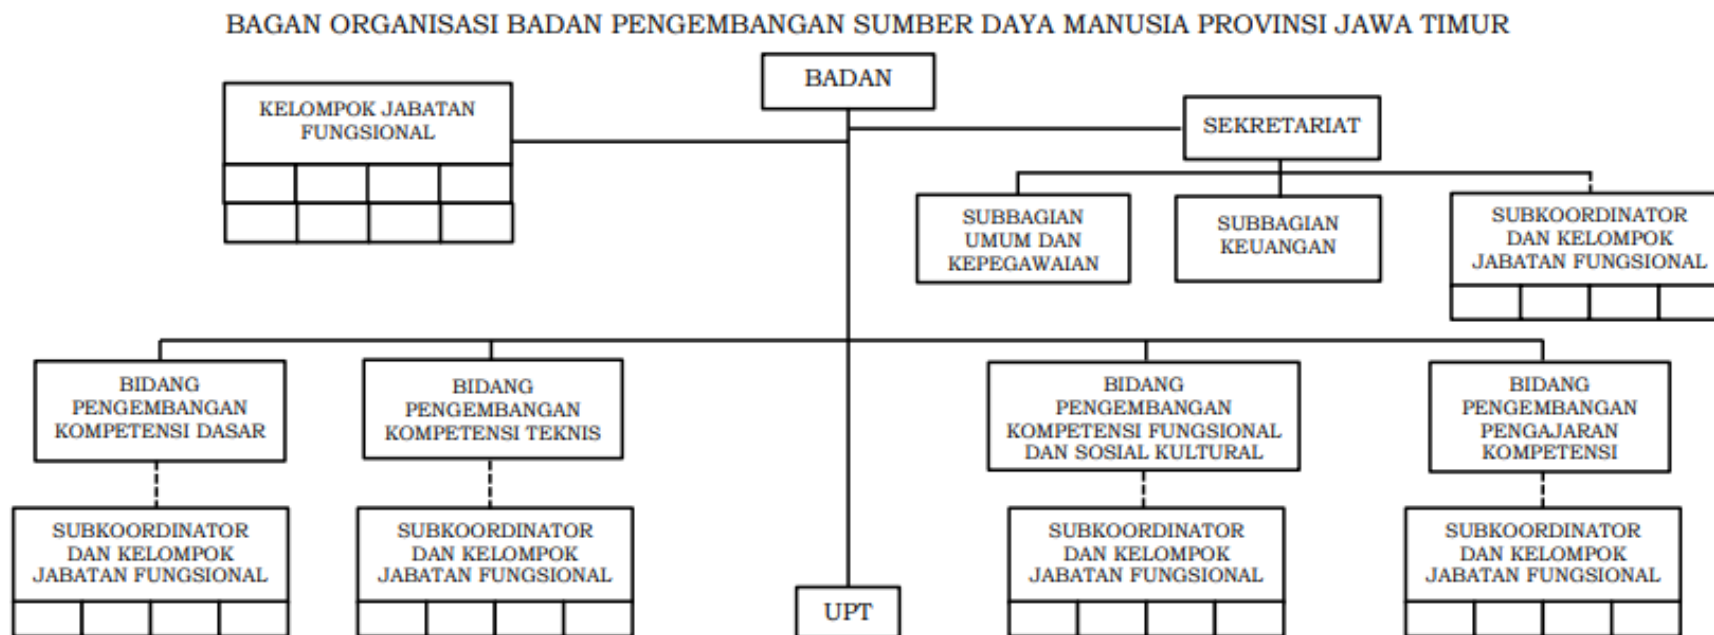 BAGAN ORGANISASI BADAN PENGEMBANGAN SUMBER DAYA MANUSIA PROVINSI JAWA TIMUR
BADAN
KELOMPOK JABATAN
FUNGSIONAL
SEKRETARIAT
SUBBAGIAN
UMUM DAN
KEPEGAWAIAN
SUBBAGIAN
KEUANGAN
SUBKOORDINATOR
DAN KELOMPOK
JABATAN FUNGSIONAL
BIDANG
PENGEMBANGAN
KOMPETENSI DASAR
BIDANG
PENGEMBANGAN
KOMPETENSI TEKNIS
BIDANG
PENGEMBANGAN
KOMPETENSI FUNGSIONAL
DAN SOSIAL KULTURAL
BIDANG
PENGEMBANGAN
PENGAJARAN
KOMPETENSI
SUBKOORDINATOR
DAN KELOMPOK
JABATAN FUNGSIONAL
SUBKOORDINATOR
DAN KELOMPOK
JABATAN FUNGSIONAL
UPT
SUBKOORDINATOR
DAN KELOMPOK
JABATAN FUNGSIONAL
SUBKOORDINATOR
DAN KELOMPOK
JABATAN FUNGSIONAL